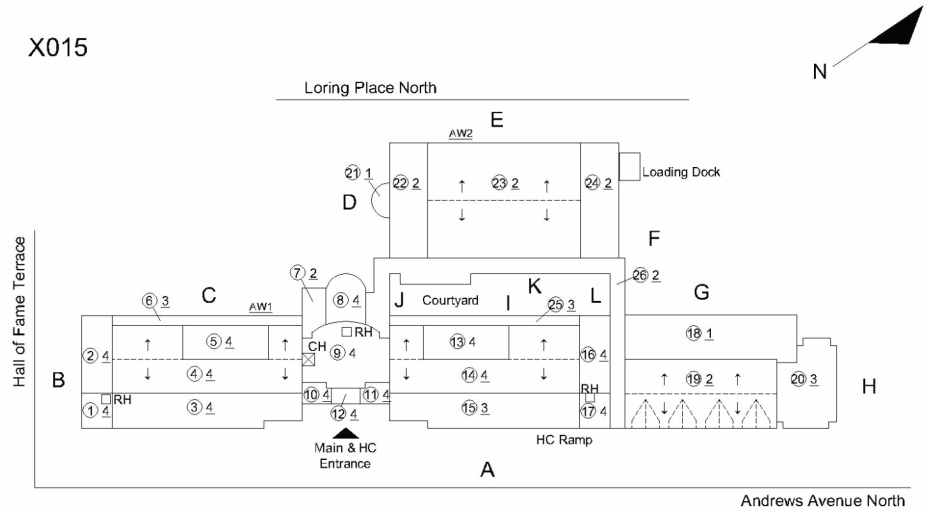 X015
N
Loring Place North
E
AW2
Loading Dock
21 1
22 2
23 2
24 2
D
F
Hall of Fame Terrace
7 2
26 2
C
8 4
J
Courtyard
K
I
L
G
6 3
AW1
25 3
RH
18 1
5 4
CH
13 4
2 4
9 4
16 4
4 4
14 4
19 2
20 3
B
H
RH
10 4
11 4
RH
1 4
3 4
12 4
15 3
17 4
Main & HC
Entrance
HC Ramp
A
Andrews Avenue North